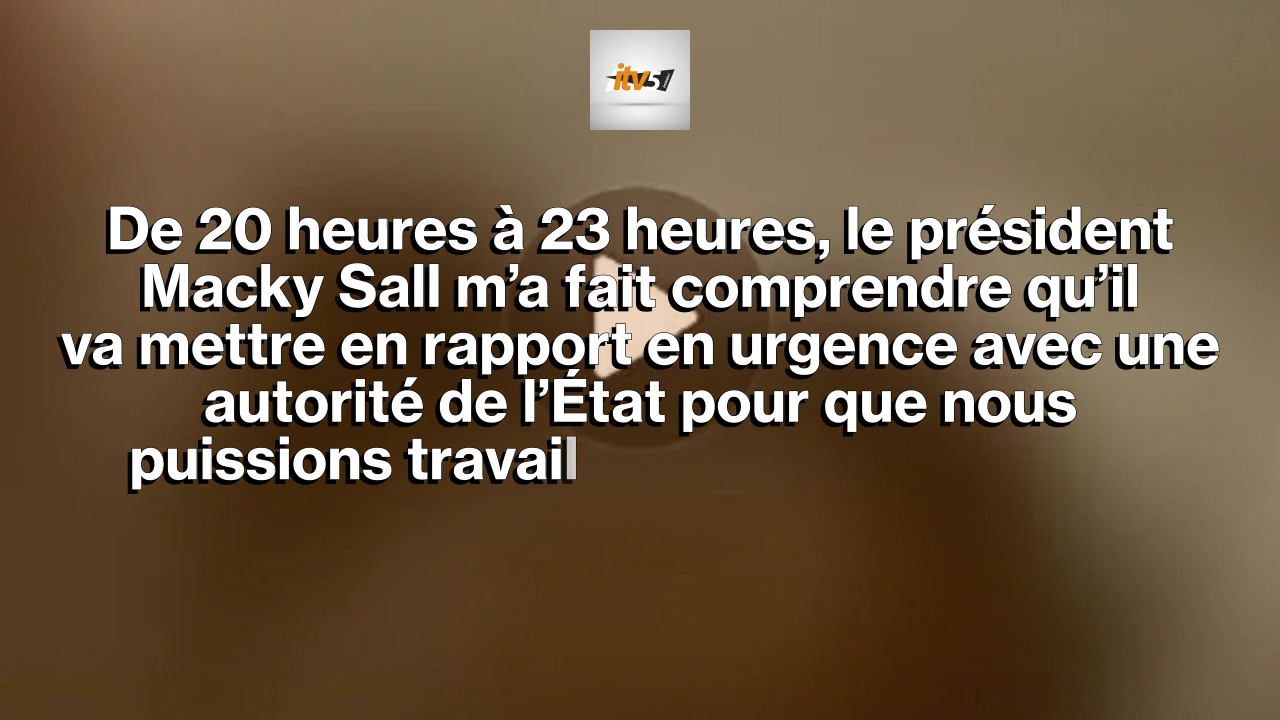 itv5
De 20 heures à 23 heures, le président
Macky Sall m’a fait comprendre qu’il
va mettre en rapport en urgence avec une
autorité de l’État pour que nous
puissions travail